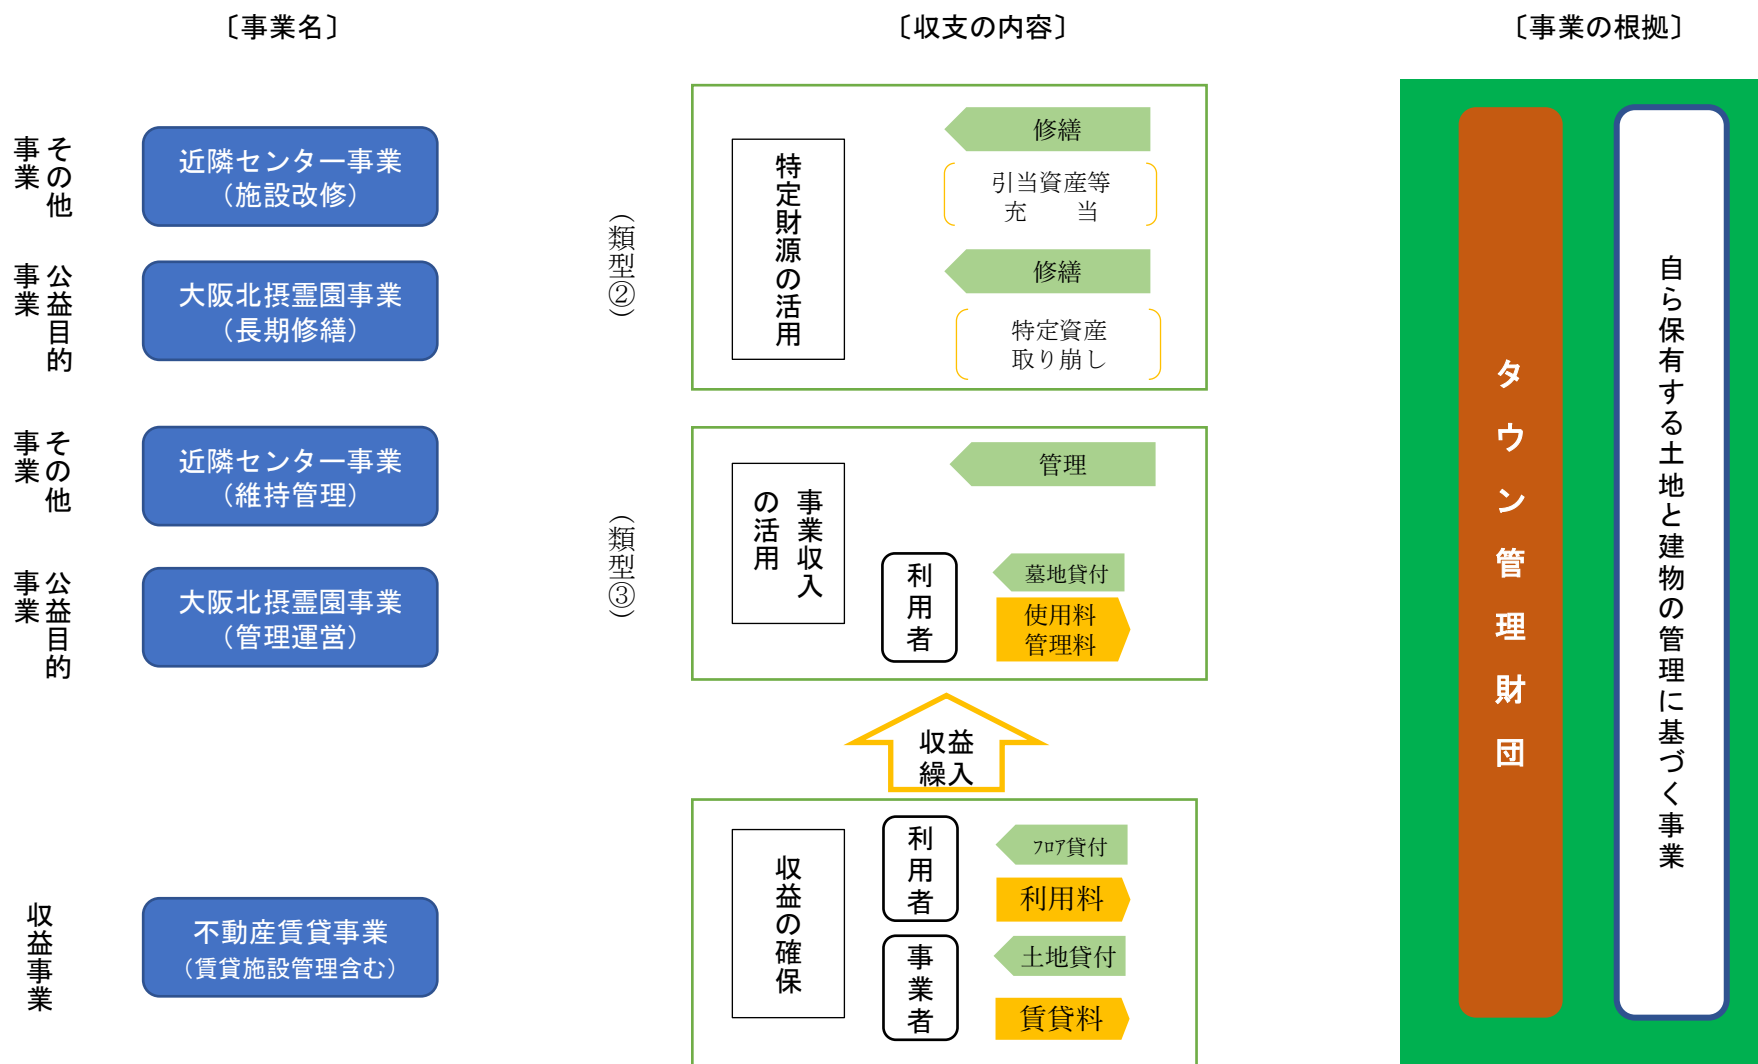 〔事業名〕
〔収支の内容〕
〔事業の根拠〕
その他
事業
近隣センター事業
（施設改修）
公益目的
事業
大阪北摂霊園事業
（長期修繕）
（類型②）
特定財源の活用
修繕
引当資産等
充　　当
修繕
特定資産
取り崩し
その他
事業
近隣センター事業
（維持管理）
公益目的
事業
大阪北摂霊園事業
（管理運営）
（類型③）
事業収入
の活用
管理
利用者
墓地貸付
使用料
管理料
収益
繰入
収益事業
不動産賃貸事業
（賃貸施設管理含む）
収益の確保
利用者
ﾌﾛｱ貸付
利用料
事業者
土地貸付
賃貸料
タウン管理財団
自ら保有する土地と建物の管理に基づく事業